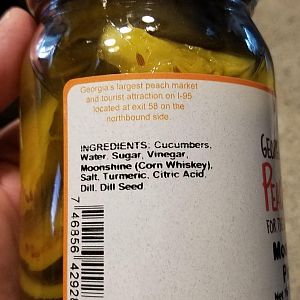 Georgia's largest peach market
and tourist attraction on I-95
located at exit 58 on the
northbound side.
INGREDIENTS: Cucumbers,
Water, Sugar, Vinegar,
Moonshine (Corn Whiskey),
Salt, Turmeric, Citric Acid,
Dill, Dill Seed
7 46856 42928